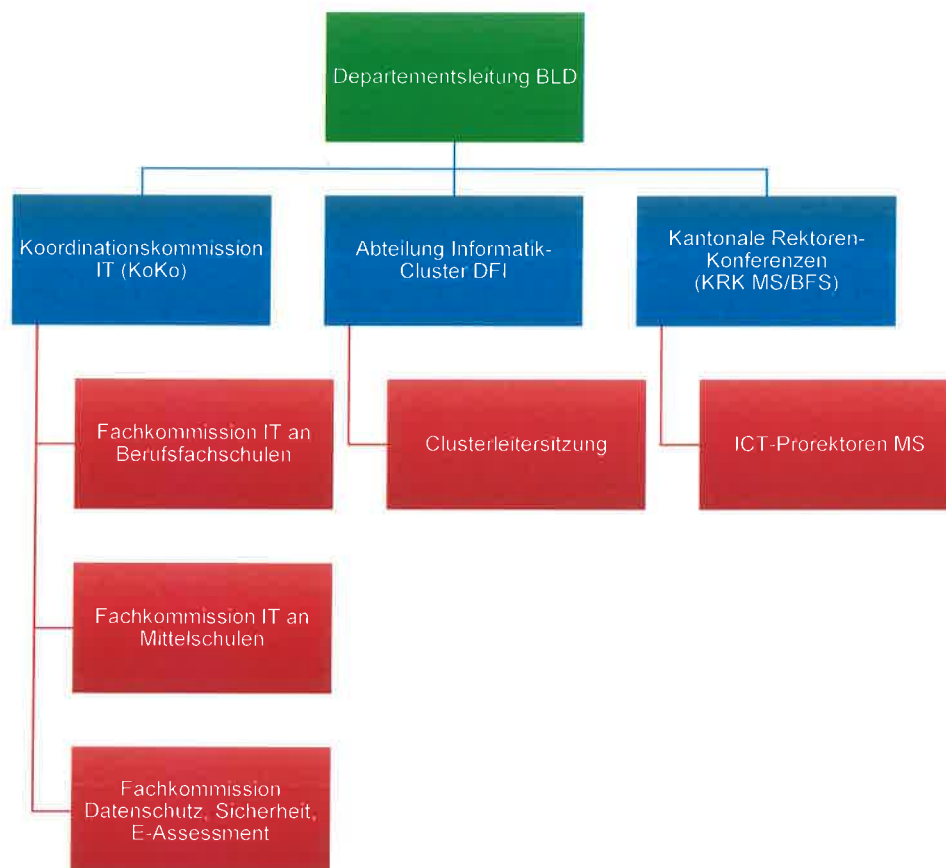 Departementsleitung BLD
Koordinationskommission
IT (KoKo)
Abteilung Informatik-
Cluster DFI
Kantonale Rektoren-
Konferenzen
(KRK MS/BFS)
Fachkommission IT an
Berufsfachschulen
Clusterleitersitzung
ICT-Prorektoren MS
Fachkommission IT an
Mittelschulen
Fachkommission
Datenschutz, Sicherheit,
E-Assessment